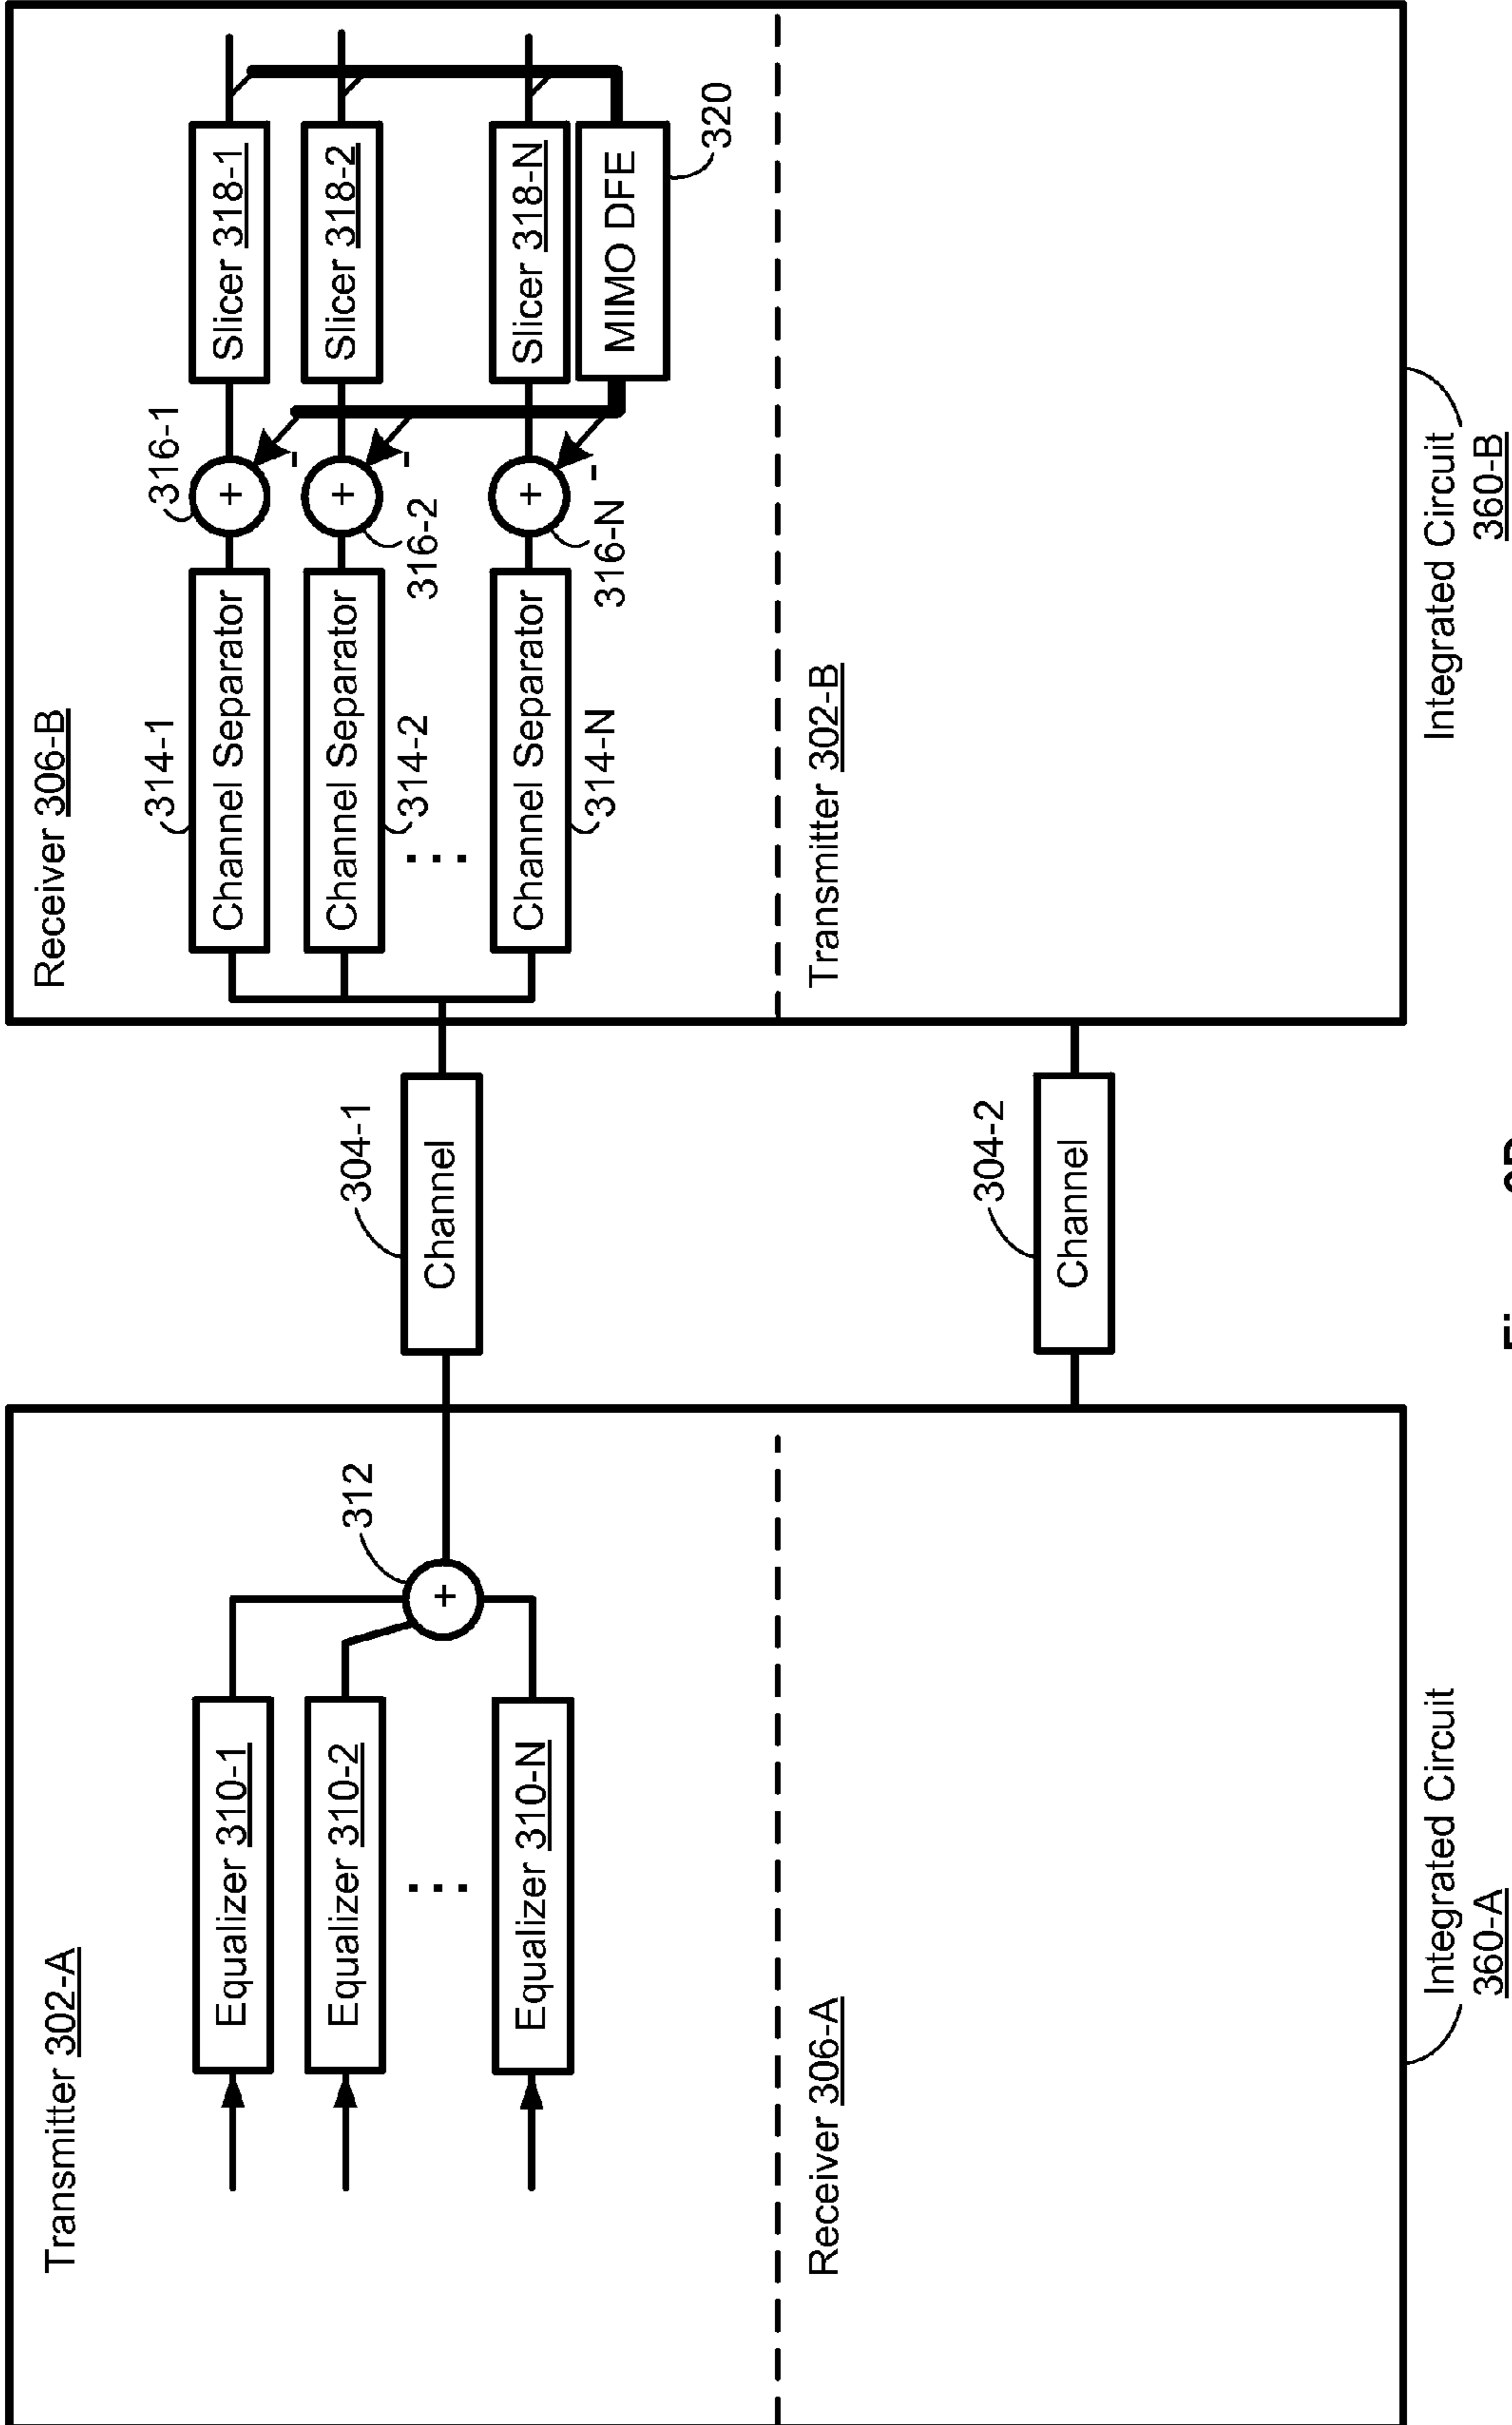 Transmitter 302-A
Equalizer 310-1
Equalizer 310-2
...
Equalizer 310-N
312
+
Receiver 306-A
Integrated Circuit
360-A
304-1
Channel
304-2
Channel
Receiver 306-B
314-1
Channel Separator
Channel Separator
314-2
...
Channel Separator
314-N
316-1
+
-
+
-
316-2
+
-
316-N
Slicer 318-1
Slicer 318-2
Slicer 318-N
MIMO DFE
320
Transmitter 302-B
Integrated Circuit
360-B